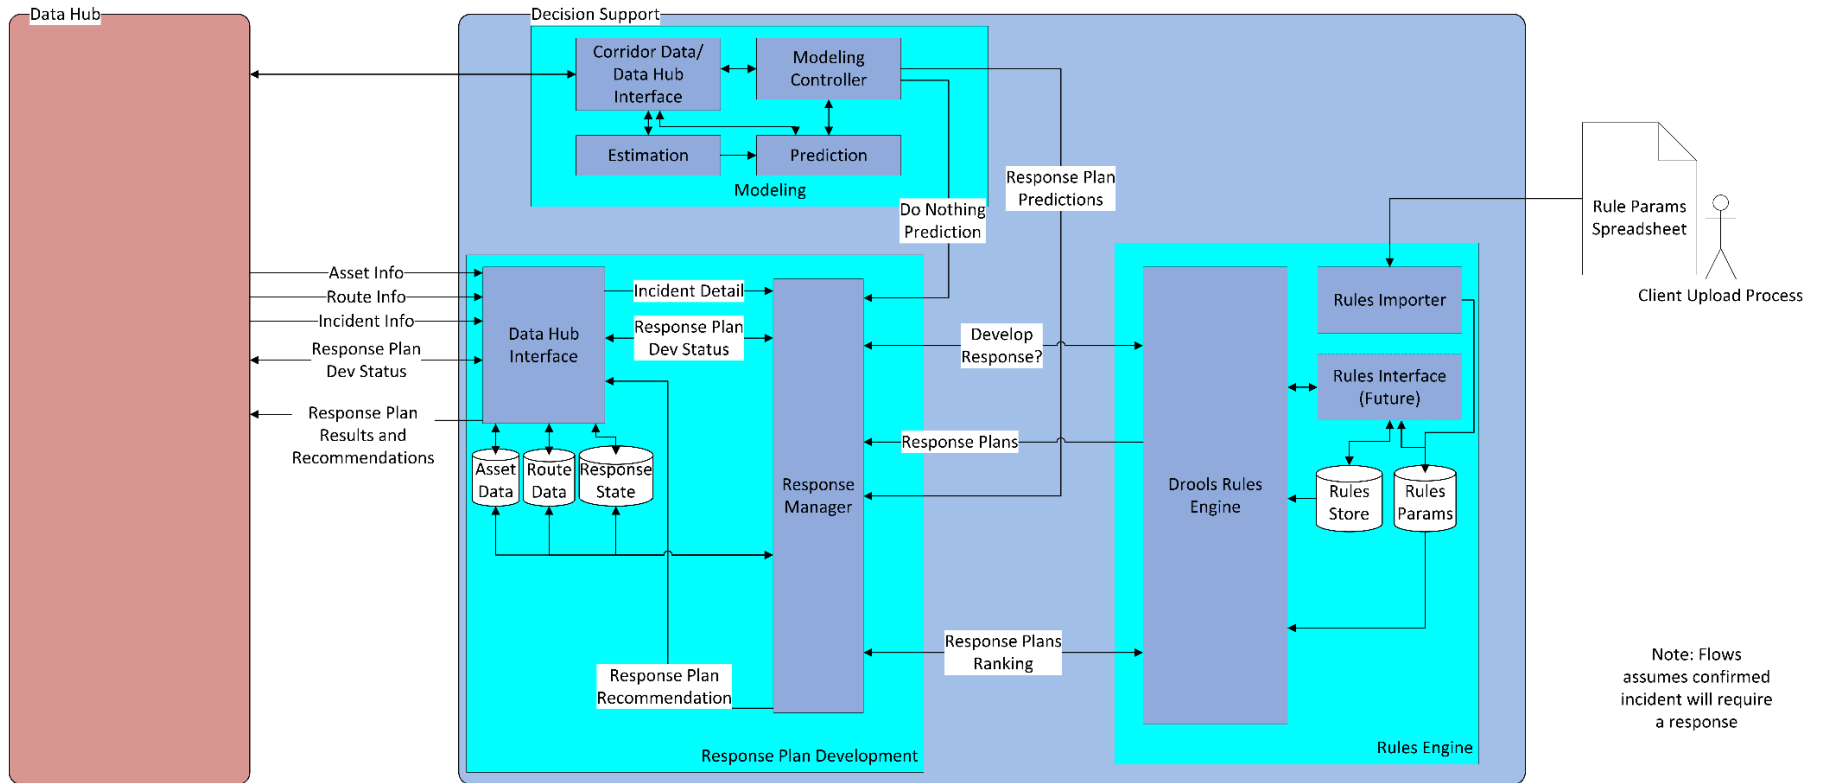 Data Hub
Decision Support
Corridor Data/
Data Hub
Interface
Modeling
Controller
Estimation
Prediction
Modeling
Response Plan
Predictions
Do Nothing
Prediction
Rule Params
Spreadsheet
Client Upload Process
Asset Info
Route Info
Incident Info
Response Plan
Dev Status
Response Plan
Results and
Recommendations
Data Hub
Interface
Incident Detail
Response Plan
Dev Status
Asset
Data
Route
Data
Response
State
Response
Manager
Response Plan
Recommendation
Response Plan Development
Develop
Response?
Response Plans
Response Plans
Ranking
Drools Rules
Engine
Rules Importer
Rules Interface
(Future)
Rules
Store
Rules
Params
Rules Engine
Note: Flows
assumes confirmed
incident will require
a response